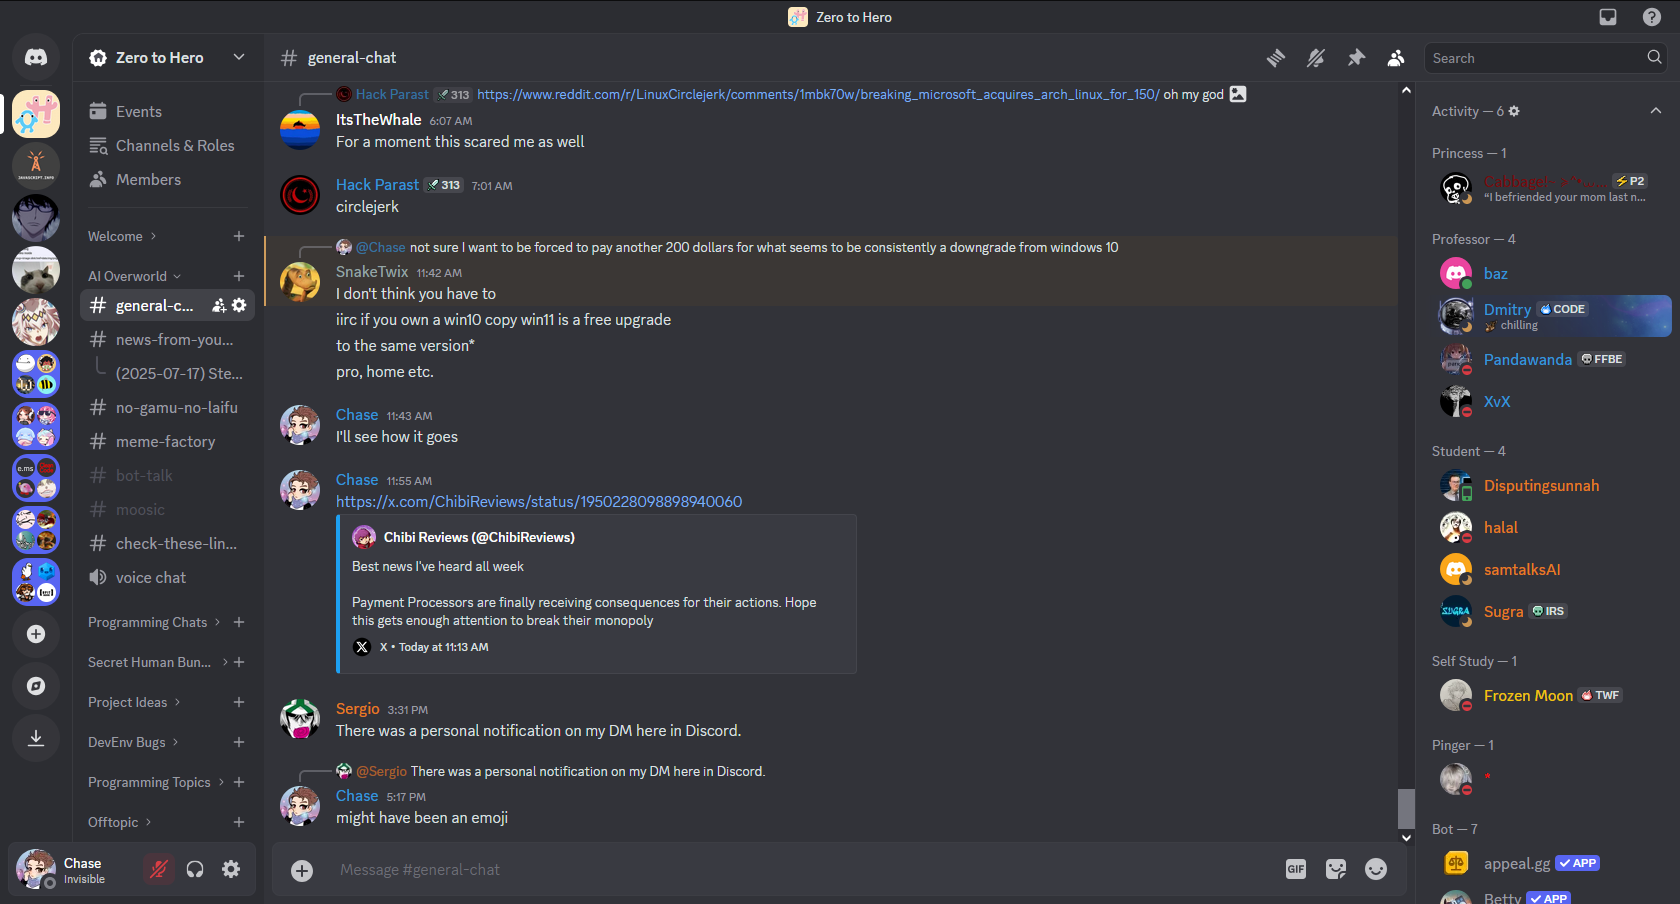 Zero to Hero
Zero to Hero
Events
Channels & Roles
Members
Welcome
AI Overworld
general-c...
news-from-you...
(2025-07-17) Ste...
no-gamu-no-laifu
meme-factory
bot-talk
moosic
check-these-lin...
voice chat
Programming Chats
Secret Human Bun...
Project Ideas
DevEnv Bugs
Programming Topics
Offtopic
Chase
Invisible
JAVASCRIPT.INFO
e.ms
# general-chat
Search
Hack Parast 313 https://www.reddit.com/r/LinuxCirclejerk/comments/1mbk70w/breaking_microsoft_acquires_arch_linux_for_150/ oh my god
ItsTheWhale 6:07 AM
For a moment this scared me as well
Hack Parast 313 7:01 AM
circlejerk
@Chase not sure I want to be forced to pay another 200 dollars for what seems to be consistently a downgrade from windows 10
SnakeTwix 11:42 AM
I don't think you have to
iirc if you own a win10 copy win11 is a free upgrade
to the same version*
pro, home etc.
Chase 11:43 AM
I'll see how it goes
Chase 11:55 AM
https://x.com/ChibiReviews/status/1950228098898940060
Chibi Reviews (@ChibiReviews)
Best news I've heard all week
Payment Processors are finally receiving consequences for their actions. Hope
this gets enough attention to break their monopoly
X • Today at 11:13 AM
Sergio 3:31 PM
There was a personal notification on my DM here in Discord.
@Sergio There was a personal notification on my DM here in Discord.
Chase 5:17 PM
might have been an emoji
Message #general-chat
GIF
Activity — 6
Princess — 1
P2
“I befriended your mom last n...
Professor — 4
baz
Dmitry CODE
chilling
Pandawanda FFBE
XvX
Student — 4
Disputingsunnah
halal
samtalksAI
SUGRA
Sugra IRS
Self Study — 1
Frozen Moon TWF
Pinger — 1
*
Bot — 7
appeal.gg APP
Betty APP